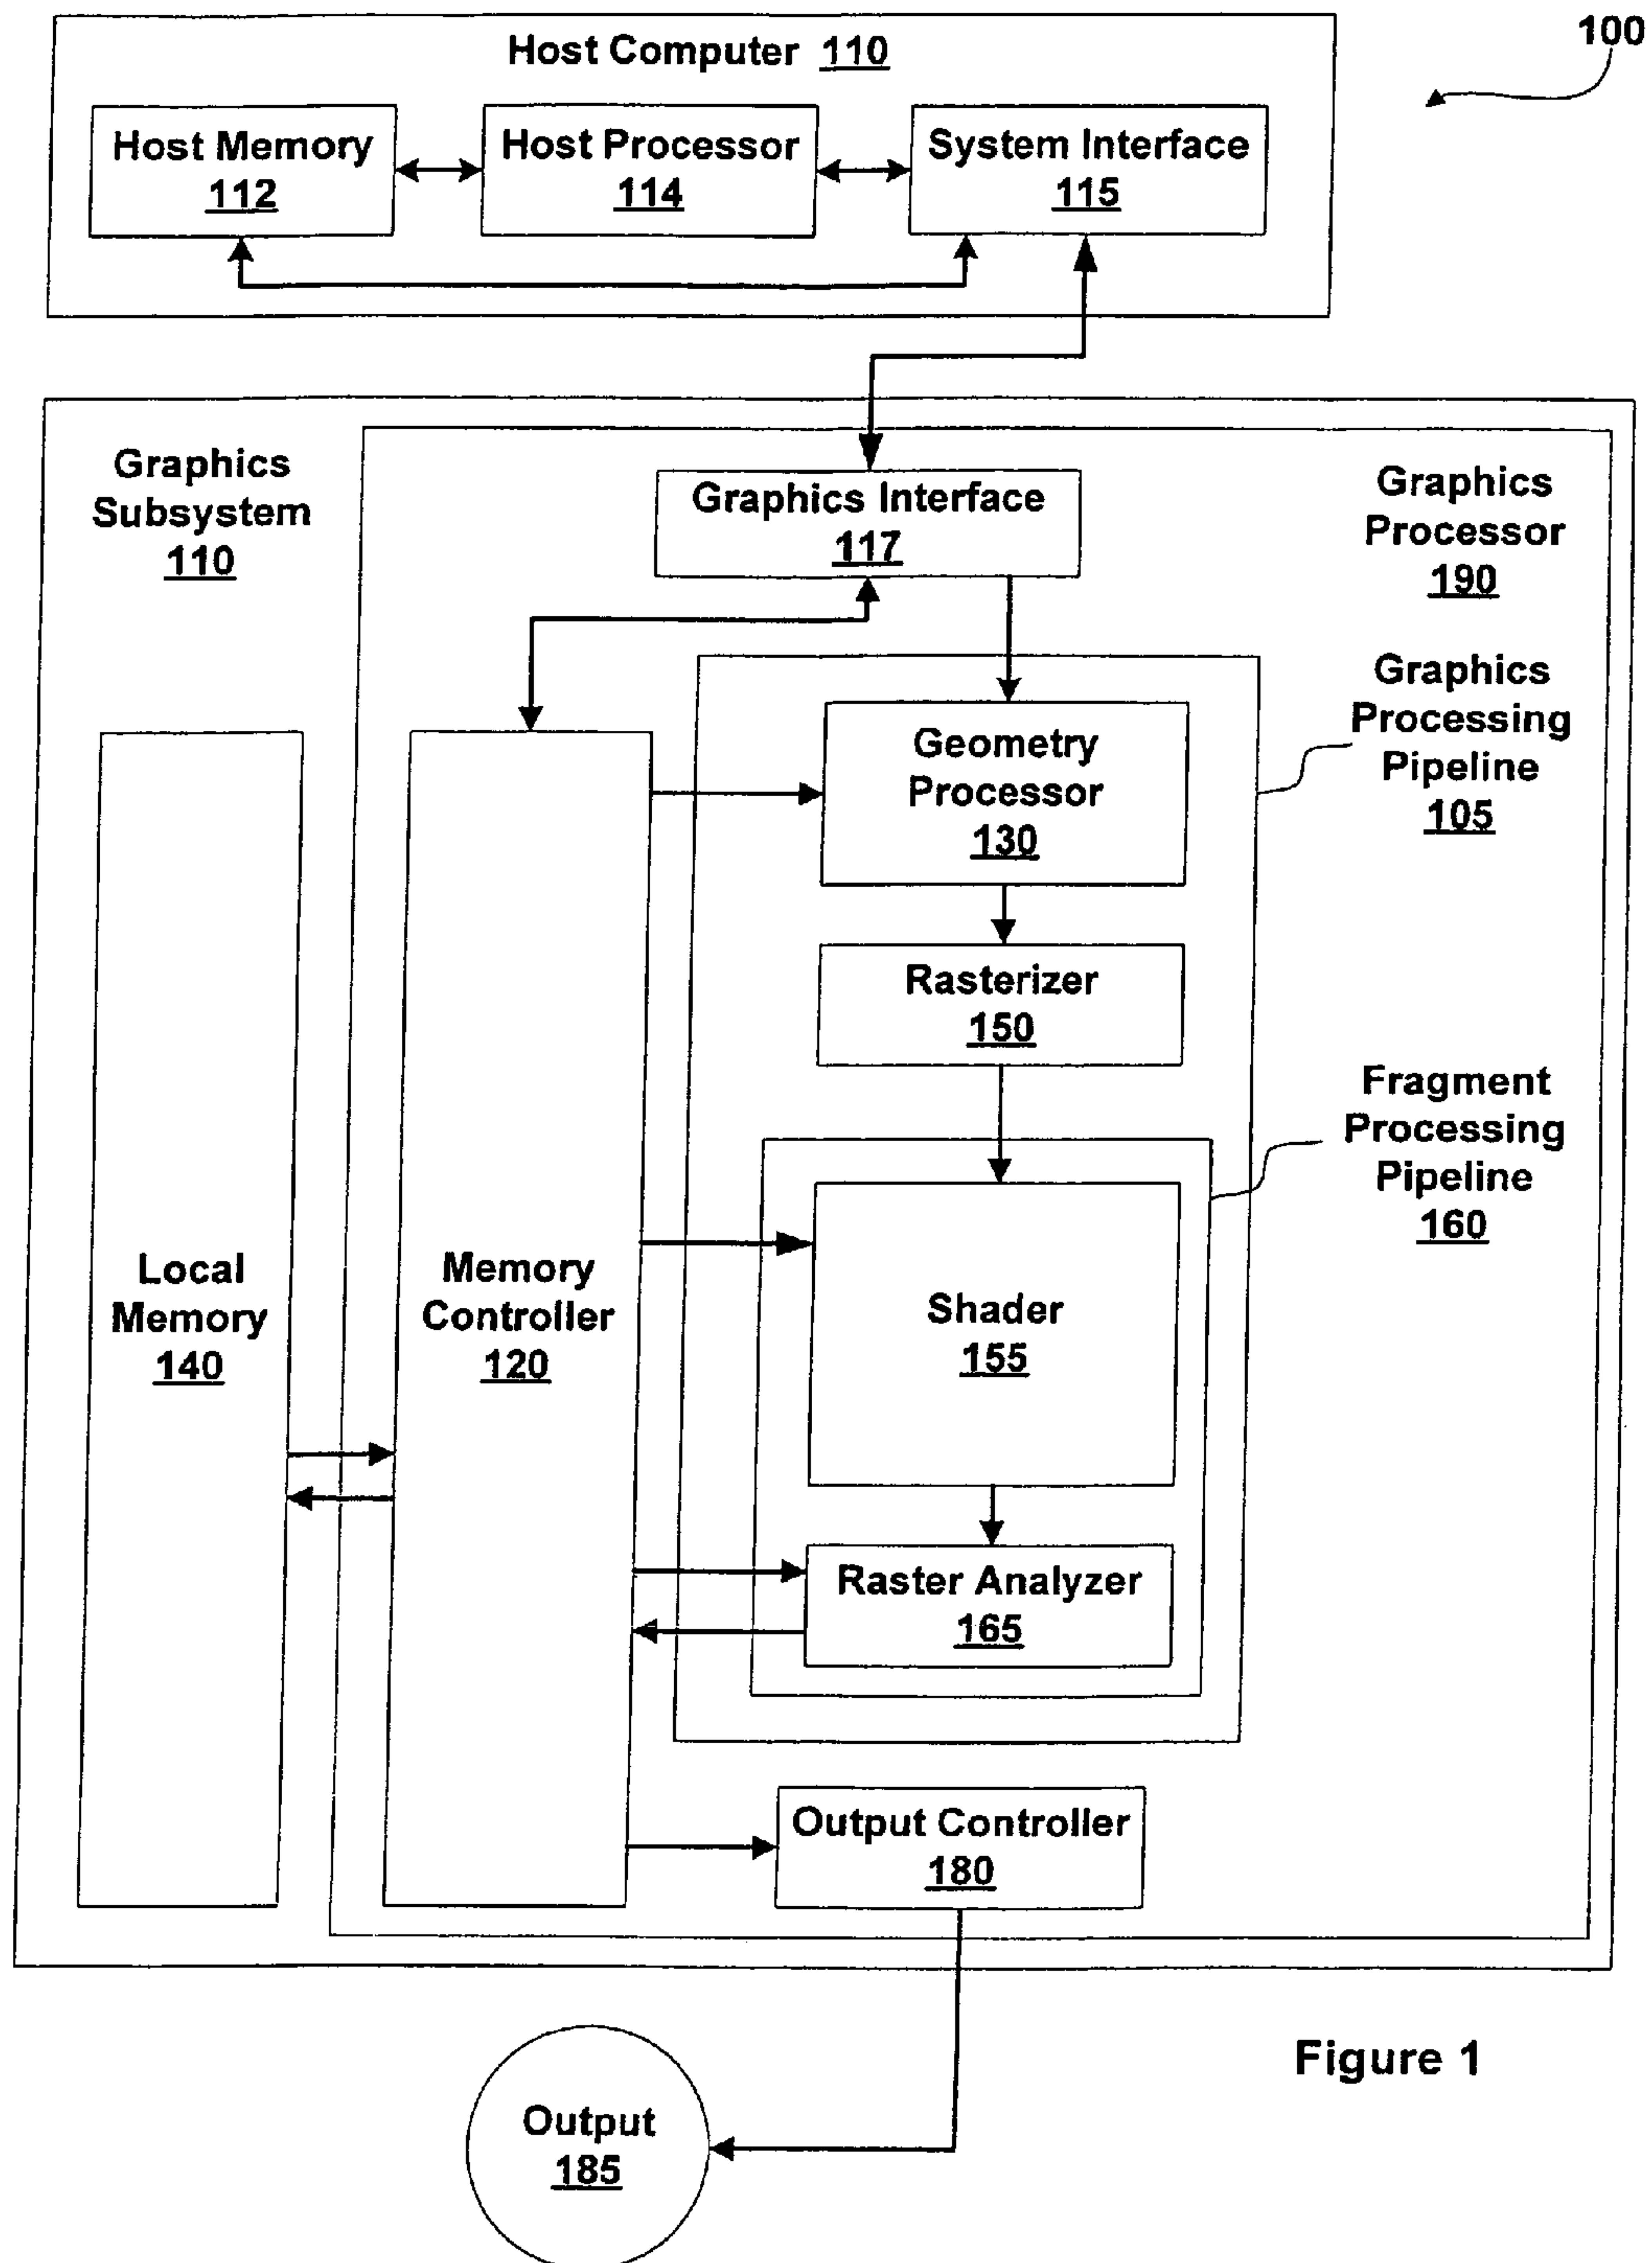 100
Host Computer 110
Host Memory
112
Host Processor
114
System Interface
115
Graphics
Subsystem
110
Graphics Interface
117
Graphics
Processor
190
Graphics
Processing
Pipeline
105
Geometry
Processor
130
Rasterizer
150
Fragment
Processing
Pipeline
160
Local
Memory
140
Memory
Controller
120
Shader
155
Raster Analyzer
165
Output Controller
180
Output
185
Figure 1